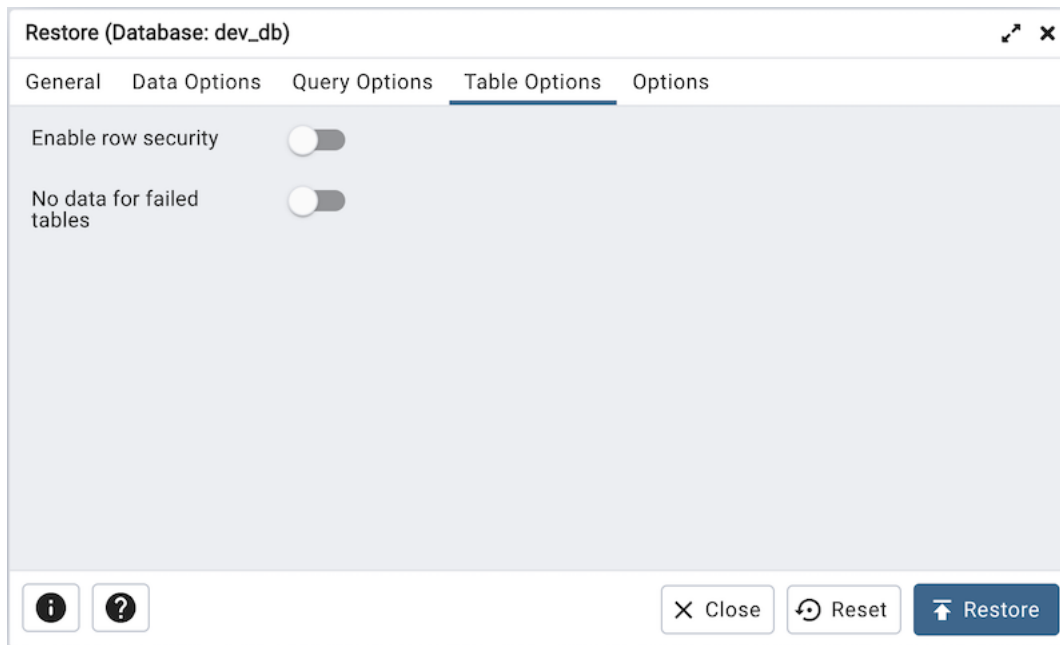 Restore (Database: dev_db)
General Data Options Query Options Table Options Options
Enable row security
No data for failed
tables
Close Reset Restore